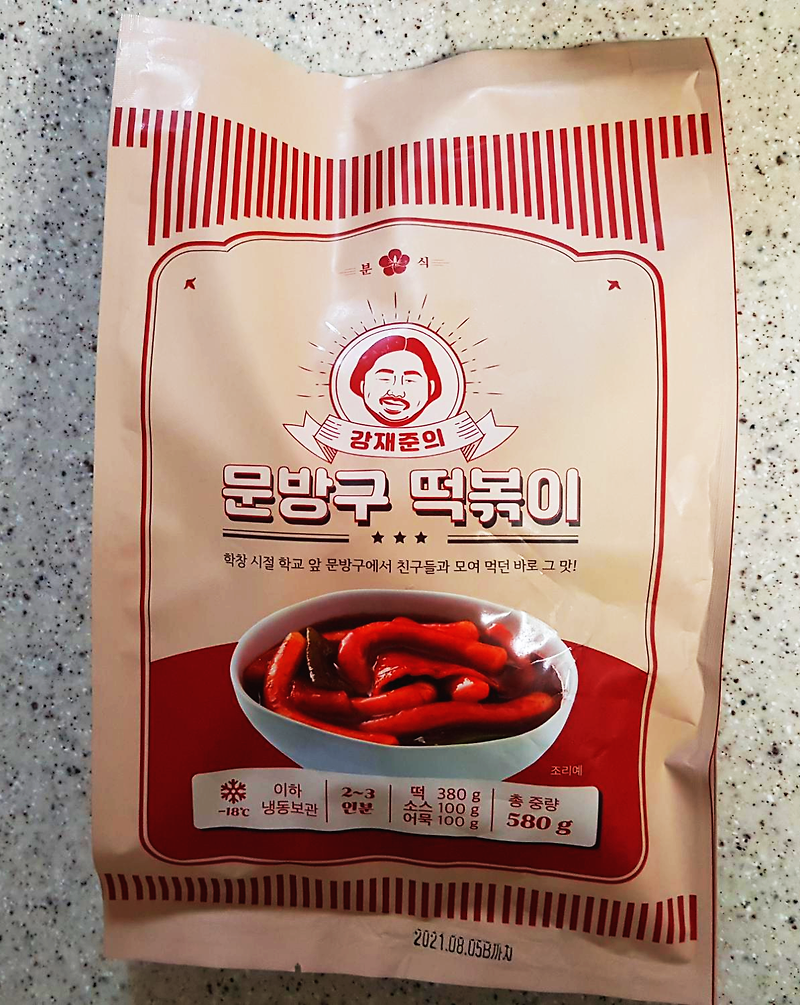 분 식
강재준의
문방구 떡볶이
학창 시절 학교 앞 문방구에서 친구들과 모여 먹던 바로 그 맛!
조리예
-18℃ 이하 냉동보관
2~3 인분
떡 380 g
소스 100 g
어묵 100 g
총 중량
580 g
2021.08.05B까지